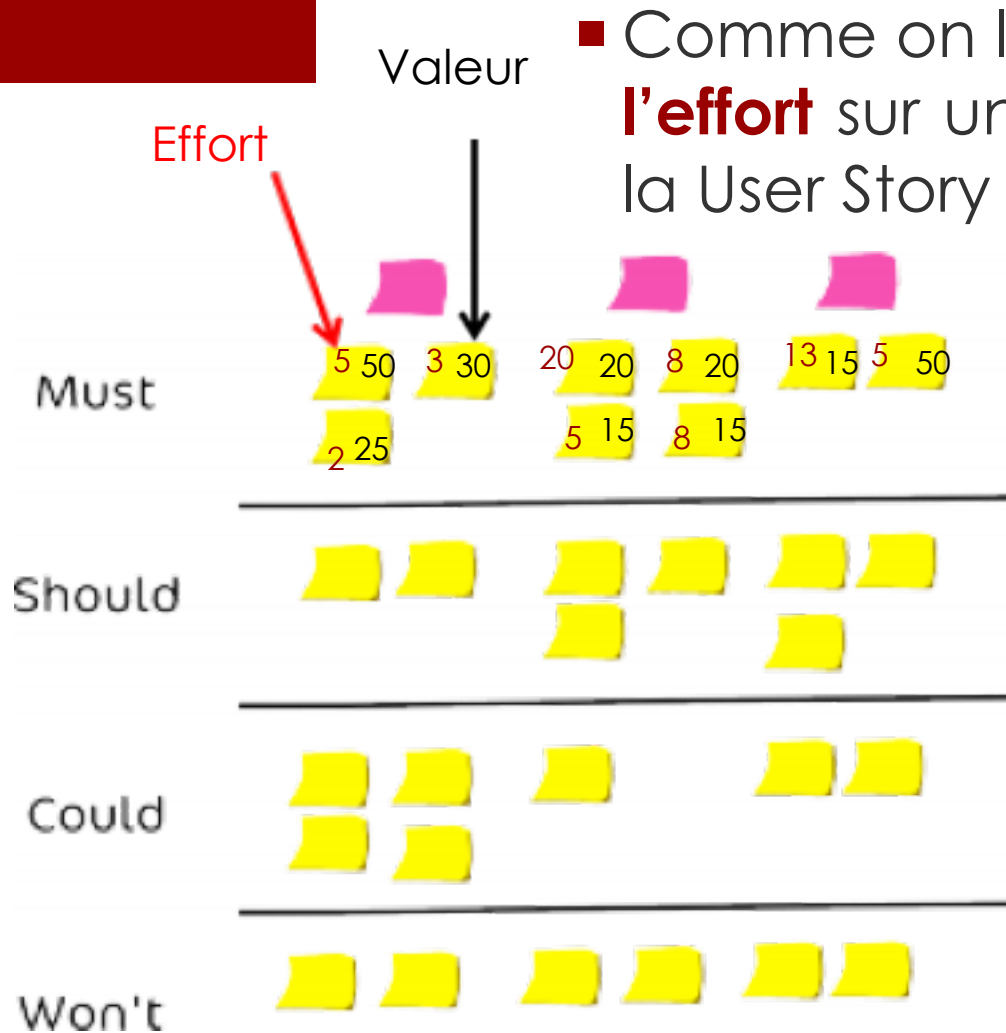 Valeur
Effort
▪ Comme on l
l’effort sur un
la User Story
Must
5 50 3 30 20 20 8 20 13 15 5 50
2 25 5 15 8 15
Should
Could
Won't